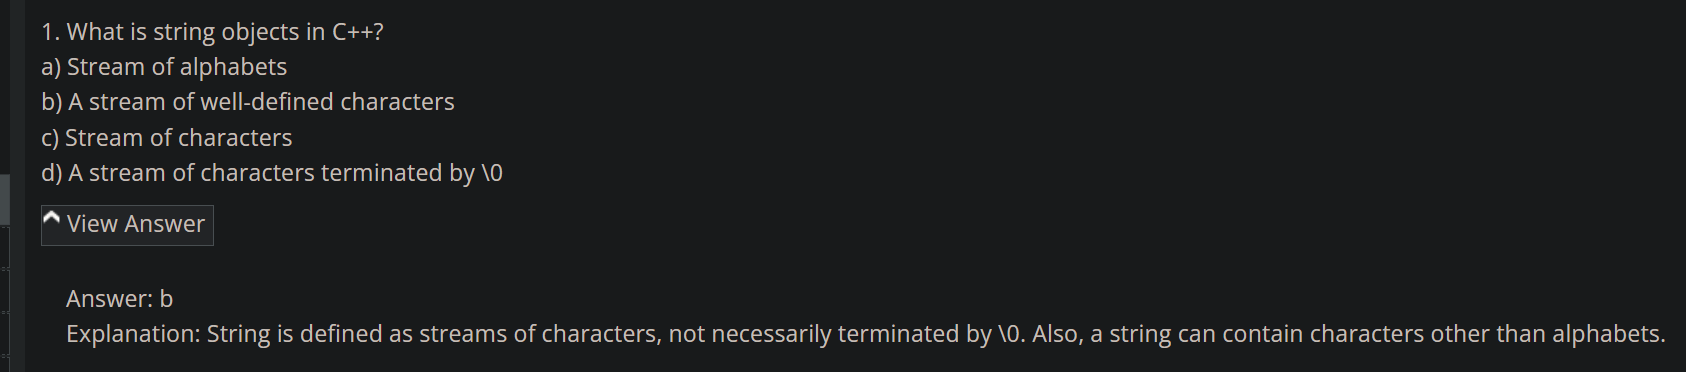 1. What is string objects in C++?
a) Stream of alphabets
b) A stream of well-defined characters
c) Stream of characters
d) A stream of characters terminated by \0
View Answer
Answer: b
Explanation: String is defined as streams of characters, not necessarily terminated by \0. Also, a string can contain characters other than alphabets.